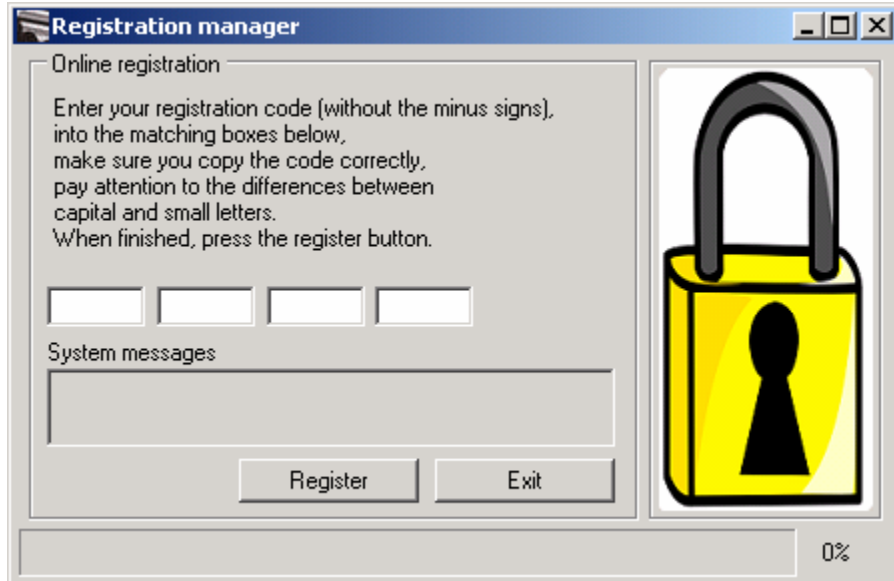 Registration manager
Online registration
Enter your registration code (without the minus signs),
into the matching boxes below,
make sure you copy the code correctly,
pay attention to the differences between
capital and small letters.
When finished, press the register button.
System messages
Register
Exit
0%